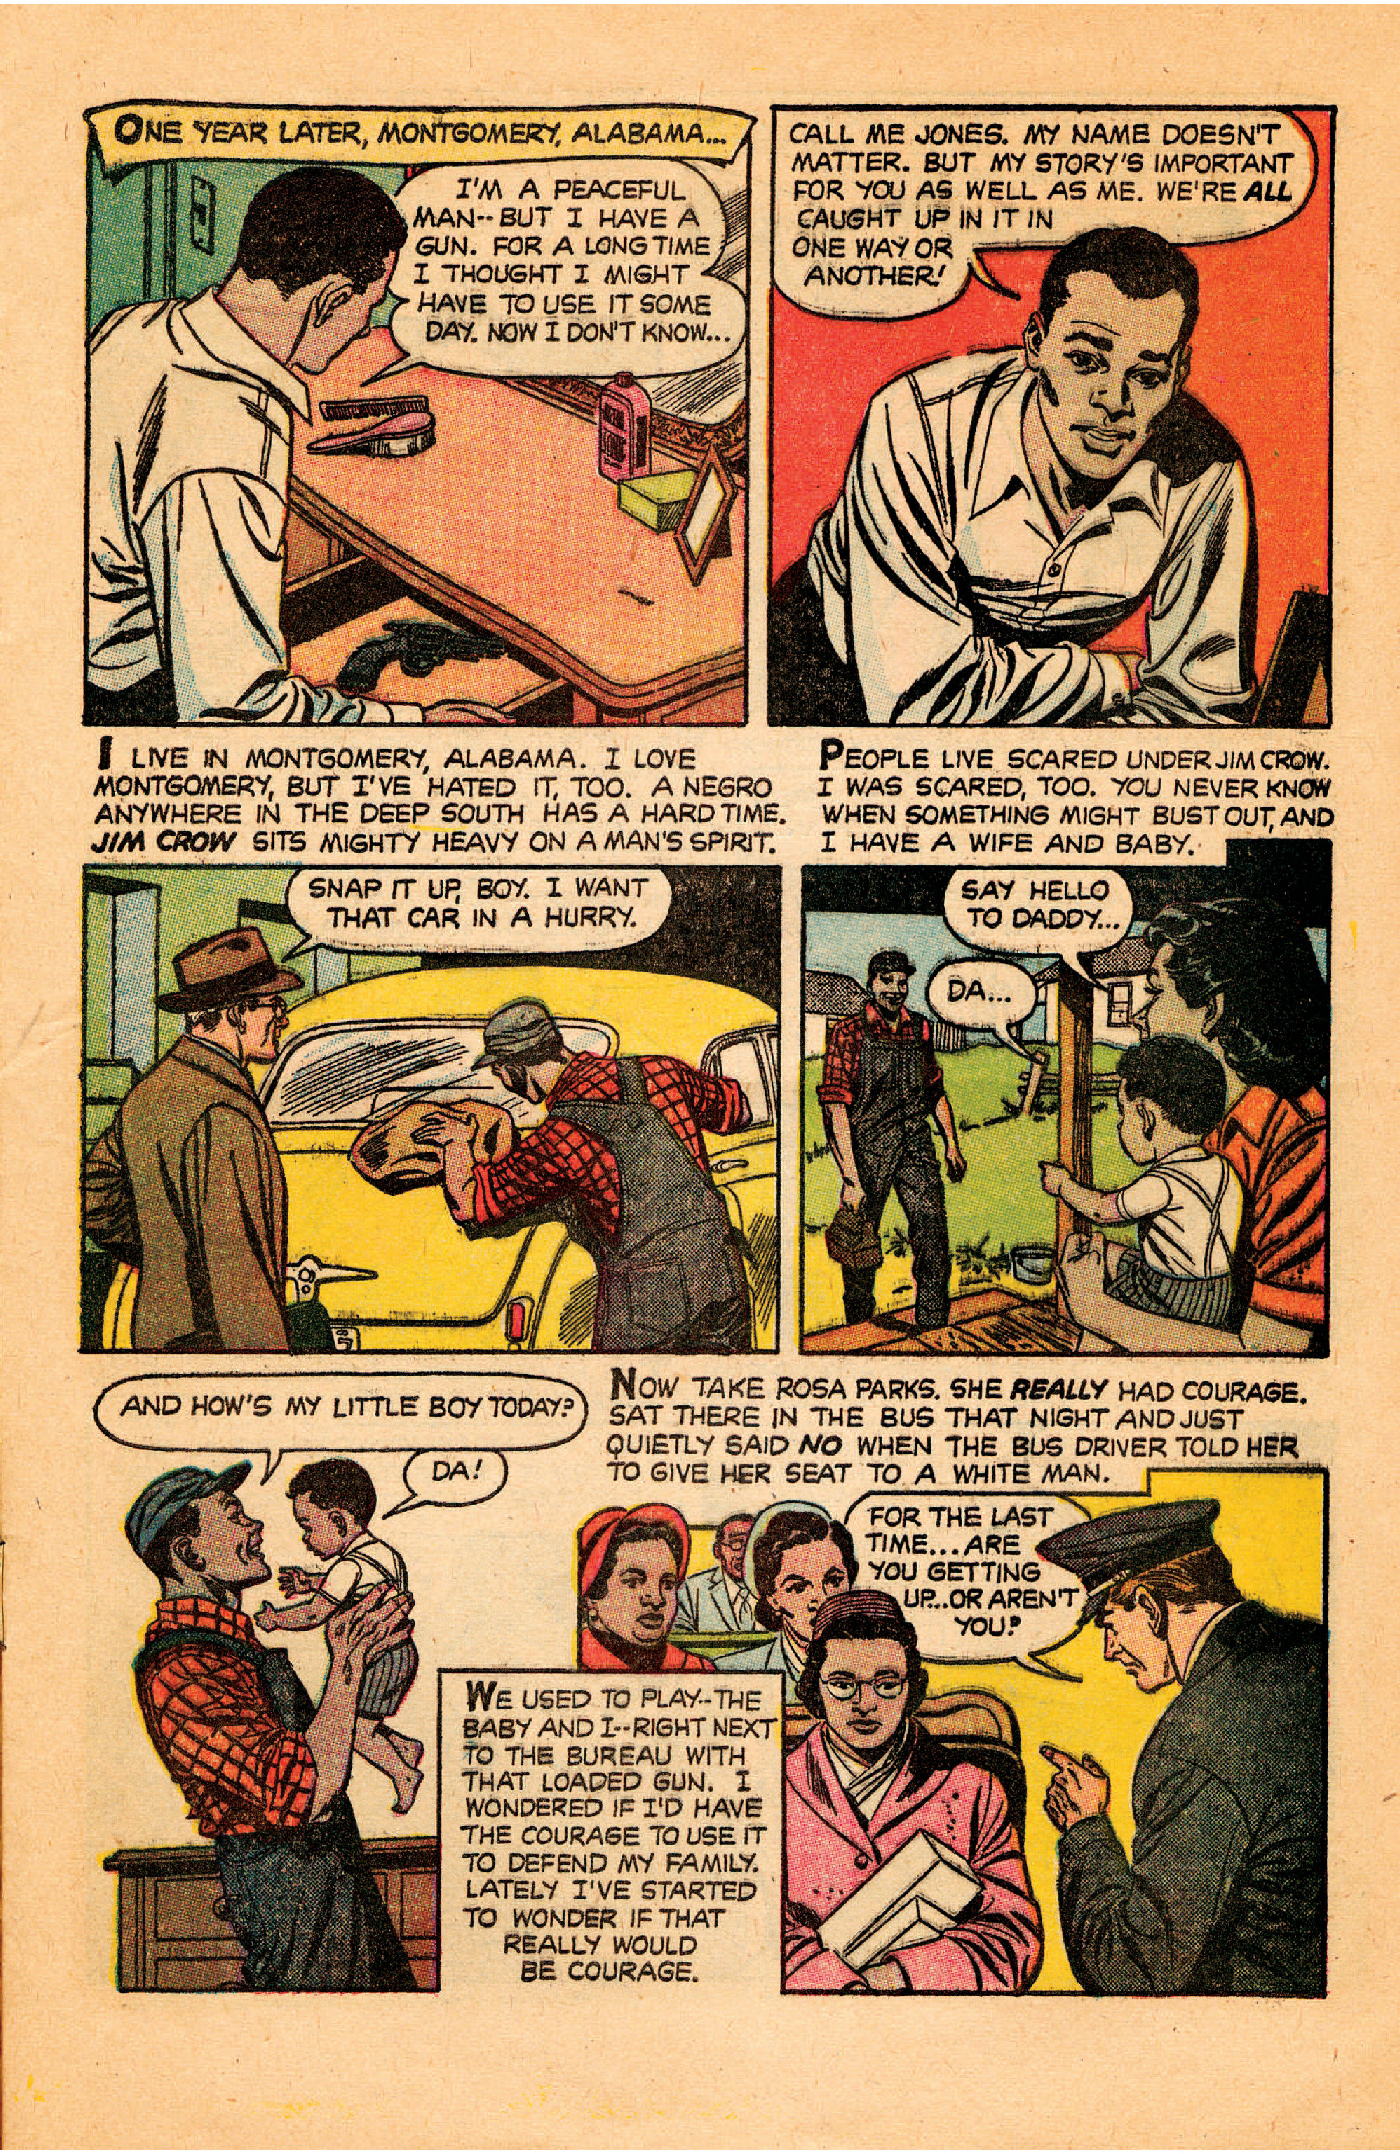 ONE YEAR LATER, MONTGOMERY, ALABAMA...
I'M A PEACEFUL
MAN--BUT I HAVE A
GUN. FOR A LONG TIME
I THOUGHT I MIGHT
HAVE TO USE IT SOME
DAY. NOW I DON'T KNOW...
CALL ME JONES. MY NAME DOESN'T
MATTER. BUT MY STORY'S IMPORTANT
FOR YOU AS WELL AS ME. WE'RE ALL
CAUGHT UP IN IT IN
ONE WAY OR
ANOTHER!
I LIVE IN MONTGOMERY, ALABAMA. I LOVE
MONTGOMERY, BUT I'VE HATED IT, TOO. A NEGRO
ANYWHERE IN THE DEEP SOUTH HAS A HARD TIME.
JIM CROW SITS MIGHTY HEAVY ON A MAN'S SPIRIT.
PEOPLE LIVE SCARED UNDER JIM CROW.
I WAS SCARED, TOO. YOU NEVER KNOW
WHEN SOMETHING MIGHT BUST OUT, AND
I HAVE A WIFE AND BABY.
SNAP IT UP, BOY. I WANT
THAT CAR IN A HURRY.
SAY HELLO
TO DADDY...
DA...
AND HOW'S MY LITTLE BOY TODAY?
DA!
WE USED TO PLAY--THE
BABY AND I--RIGHT NEXT
TO THE BUREAU WITH
THAT LOADED GUN. I
WONDERED IF I'D HAVE
THE COURAGE TO USE IT
TO DEFEND MY FAMILY.
LATELY I'VE STARTED
TO WONDER IF THAT
REALLY WOULD
BE COURAGE.
NOW TAKE ROSA PARKS. SHE REALLY HAD COURAGE.
SAT THERE IN THE BUS THAT NIGHT AND JUST
QUIETLY SAID NO WHEN THE BUS DRIVER TOLD HER
TO GIVE HER SEAT TO A WHITE MAN.
FOR THE LAST
TIME...ARE
YOU GETTING
UP...OR AREN'T
YOU?